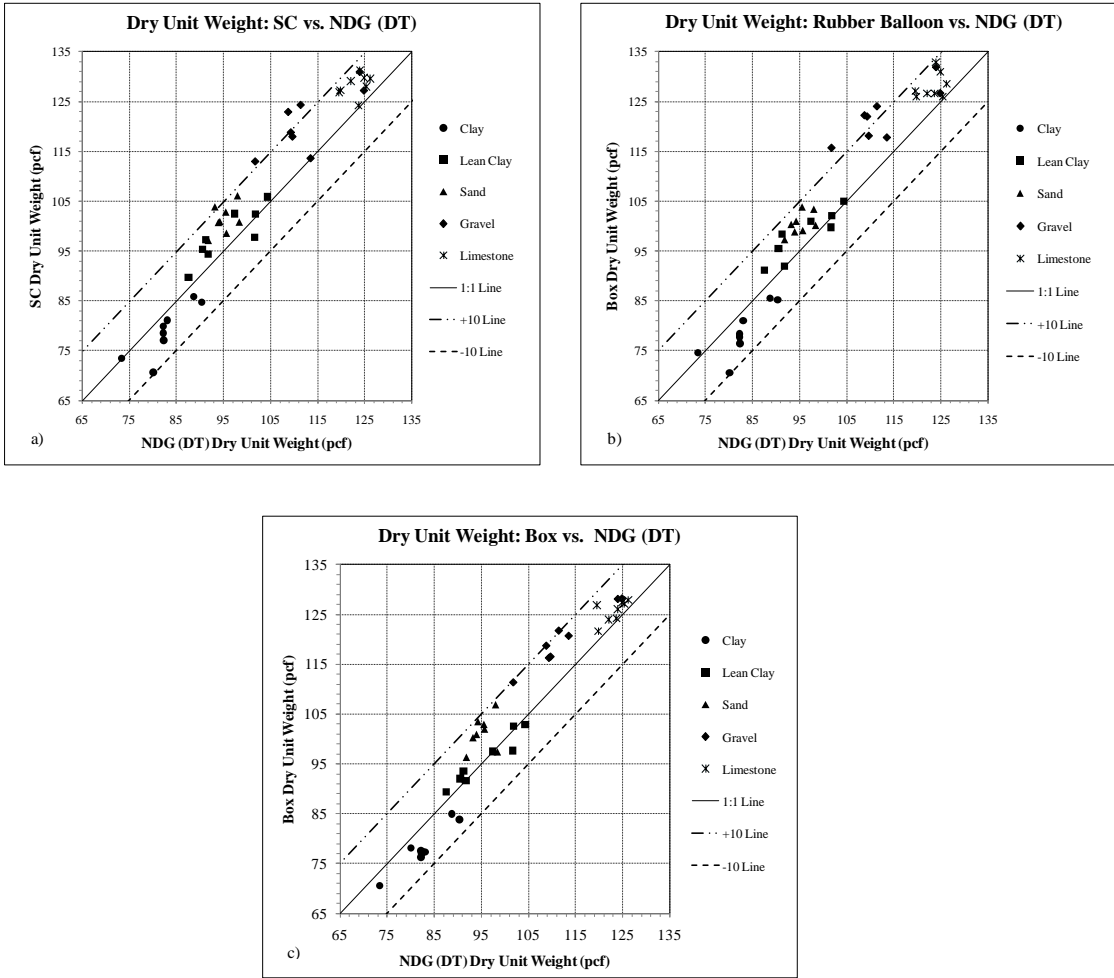 Dry Unit Weight: SC vs. NDG (DT)
SC Dry Unit Weight (pcf)
135
125
115
105
95
85
75
65
65 75 85 95 105 115 125 135
NDG (DT) Dry Unit Weight (pcf)
a)
Clay
Lean Clay
Sand
Gravel
Limestone
1:1 Line
+10 Line
-10 Line
Dry Unit Weight: Rubber Balloon vs. NDG (DT)
Box Dry Unit Weight (pcf)
135
125
115
105
95
85
75
65
65 75 85 95 105 115 125 135
NDG (DT) Dry Unit Weight (pcf)
b)
Clay
Lean Clay
Sand
Gravel
Limestone
1:1 Line
+10 Line
-10 Line
Dry Unit Weight: Box vs. NDG (DT)
Box Dry Unit Weight (pcf)
135
125
115
105
95
85
75
65
65 75 85 95 105 115 125 135
NDG (DT) Dry Unit Weight (pcf)
c)
Clay
Lean Clay
Sand
Gravel
Limestone
1:1 Line
+10 Line
-10 Line